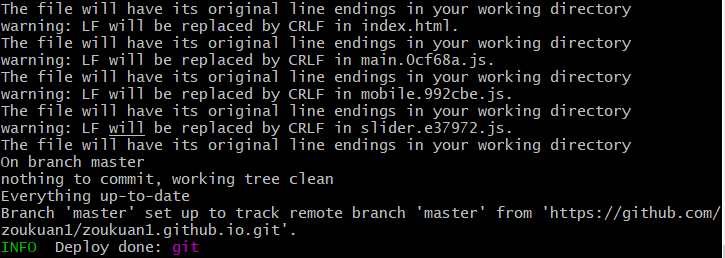 The file will have its original line endings in your working directory
warning: LF will be replaced by CRLF in index.html.
The file will have its original line endings in your working directory
warning: LF will be replaced by CRLF in main.0cf68a.js.
The file will have its original line endings in your working directory
warning: LF will be replaced by CRLF in mobile.992cbe.js.
The file will have its original line endings in your working directory
warning: LF will be replaced by CRLF in slider.e37972.js.
The file will have its original line endings in your working directory
On branch master
nothing to commit, working tree clean
Everything up-to-date
Branch 'master' set up to track remote branch 'master' from 'https://github.com/
zoukuan1/zoukuan1.github.io.git'.
INFO  Deploy done: git